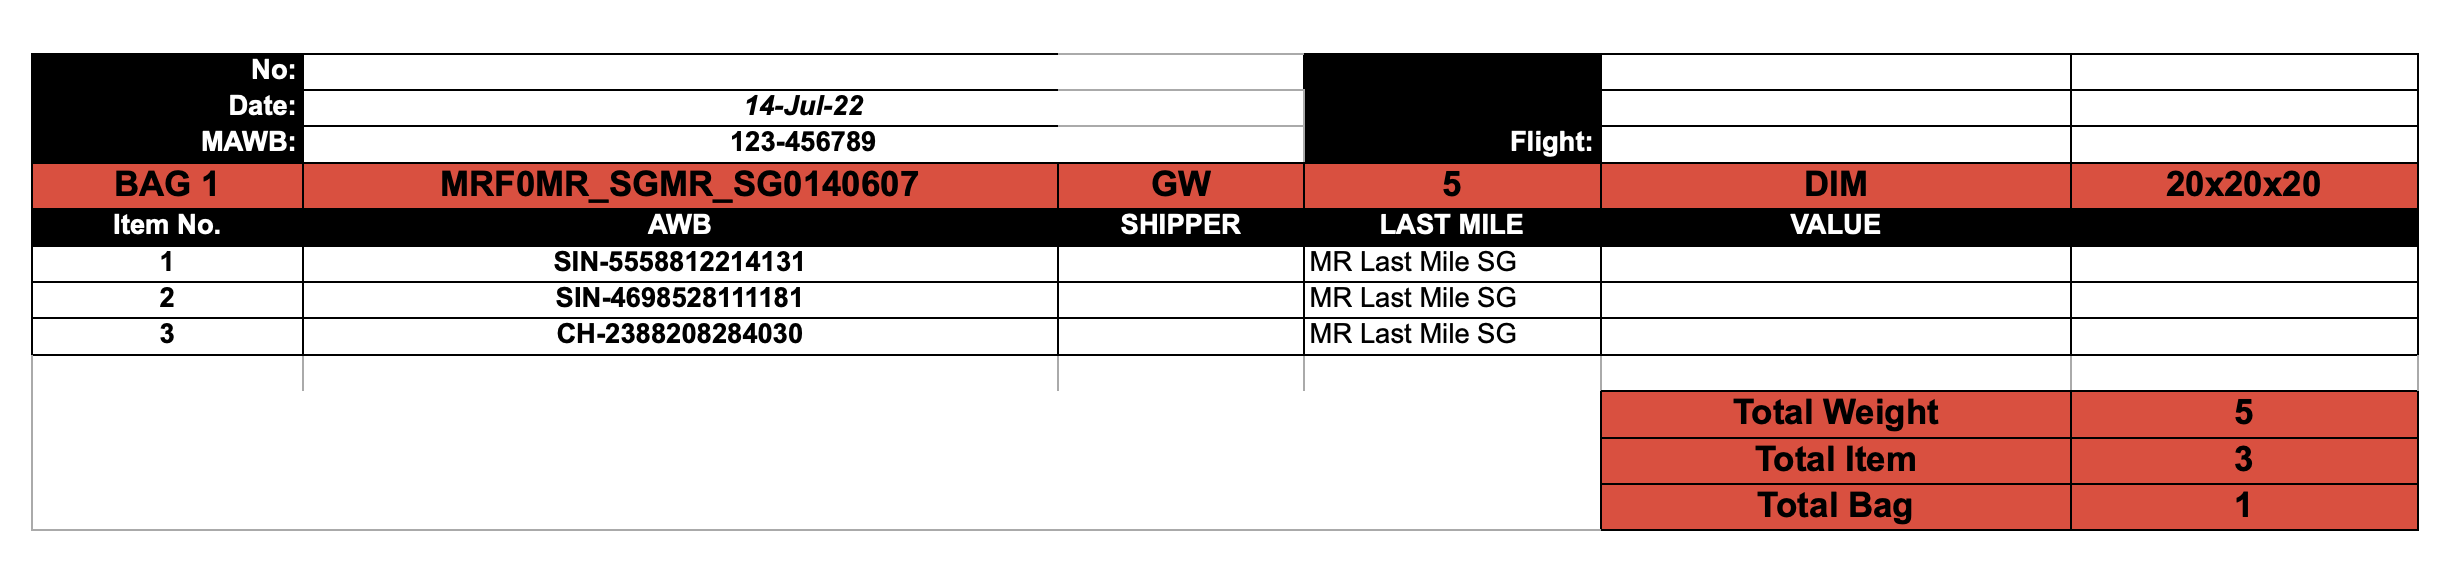 No:
Date: 14-Jul-22
MAWB: 123-456789 Flight:
BAG 1 MRF0MR_SGMR_SG0140607 GW 5 DIM 20x20x20
Item No. AWB SHIPPER LAST MILE VALUE
1 SIN-5558812214131 MR Last Mile SG
2 SIN-4698528111181 MR Last Mile SG
3 CH-2388208284030 MR Last Mile SG
Total Weight 5
Total Item 3
Total Bag 1